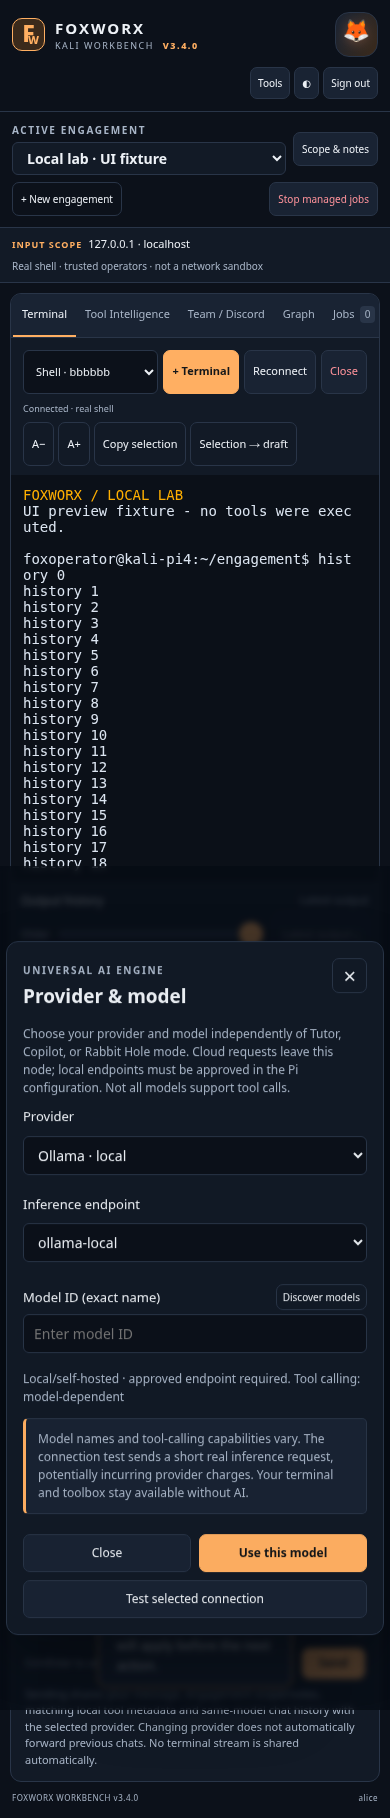 FOXWORX
KALI WORKBENCH v3.4.0
Tools
Sign out
ACTIVE ENGAGEMENT
Local lab · UI fixture
Scope & notes
+ New engagement
Stop managed jobs
INPUT SCOPE 127.0.0.1 · localhost
Real shell · trusted operators · not a network sandbox
Terminal Tool Intelligence Team / Discord Graph Jobs 0
Shell · bbbbbb
+ Terminal
Reconnect
Close
Connected · real shell
A−
A+
Copy selection
Selection → draft
FOXWORX / LOCAL LAB
UI preview fixture - no tools were exec
uted.
foxoperator@kali-pi4:~/engagement$ hist
ory 0
history 1
history 2
history 3
history 4
history 5
history 6
history 7
history 8
history 9
history 10
history 11
history 12
history 13
history 14
history 15
history 16
history 17
history 18
UNIVERSAL AI ENGINE
Provider & model
Choose your provider and model independently of Tutor,
Copilot, or Rabbit Hole mode. Cloud requests leave this
node; local endpoints must be approved in the Pi
configuration. Not all models support tool calls.
Provider
Ollama · local
Inference endpoint
ollama-local
Model ID (exact name)
Discover models
Enter model ID
Local/self-hosted · approved endpoint required. Tool calling:
model-dependent
Model names and tool-calling capabilities vary. The
connection test sends a short real inference request,
potentially incurring provider charges. Your terminal
and toolbox stay available without AI.
Close
Use this model
Test selected connection
matching local tool metadata and same-model chat history with
the selected provider. Changing provider does not automatically
forward previous chats. No terminal stream is shared
automatically.
FOXWORX WORKBENCH v3.4.0
alice